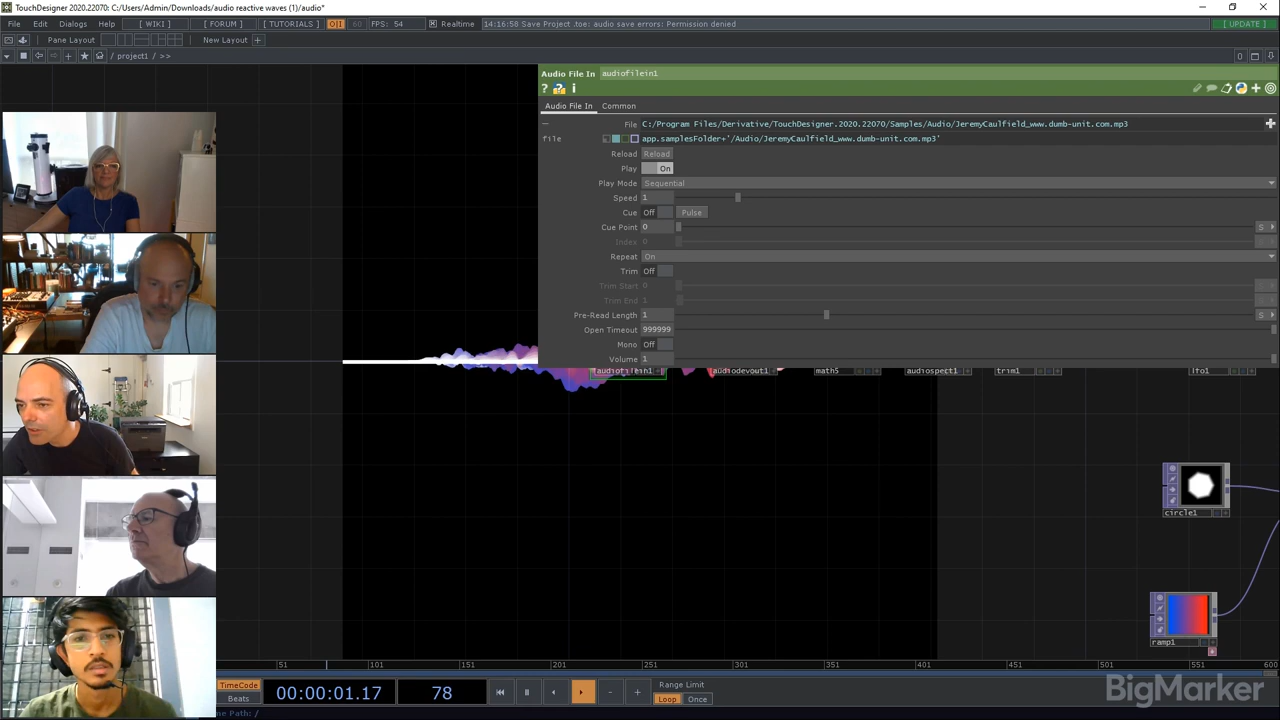 TouchDesigner 2020.22070: C:/Users/Admin/Downloads/audio reactive waves (1)/audio*
File Edit Dialogs Help [ WIKI ] [ FORUM ] [ TUTORIALS ] O|I 60 FPS: 54 Realtime 14:16:58 Save Project .toe: audio save errors: Permission denied [ UPDATE ]
Pane Layout New Layout +
/ project1 / >> 0
Audio File In audiofilein1
? ? i
Audio File In Common
File C:/Program Files/Derivative/TouchDesigner.2020.22070/Samples/Audio/JeremyCaulfield_www.dumb-unit.com.mp3
file app.samplesFolder+'/Audio/JeremyCaulfield_www.dumb-unit.com.mp3'
Reload Reload
Play On
Play Mode Sequential
Speed 1
Cue Off Pulse
Cue Point 0 S
Index 0
Repeat On
Trim Off
Trim Start 0
Trim End 1
Pre-Read Length 1 S
Open Timeout 999999
Mono Off
Volume 1
audiofilein1 audiodevout1 math5 audiospect1 trim1 lfo1
circle1
ramp1
51 101 151 201 251 301 351 401 451 501 551 600
TimeCode
Beats
00:00:01.17 78
Range Limit
Loop Once
me Path: /
BigMarker